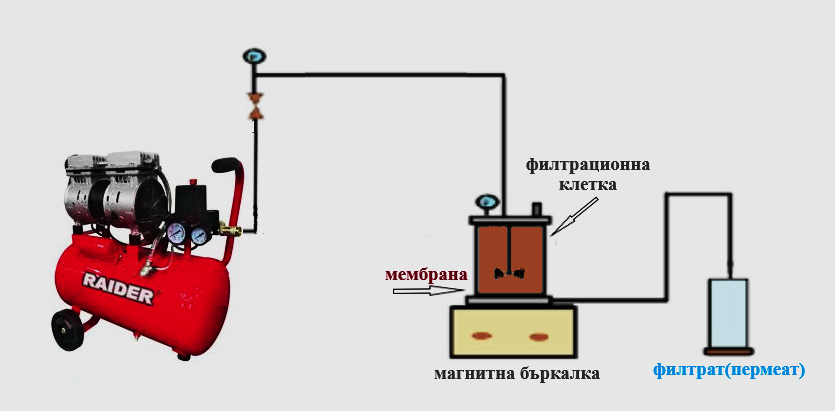 филтрационна
клетка
мембрана
RAIDER
магнитна бъркалка
филтрат(пермеат)